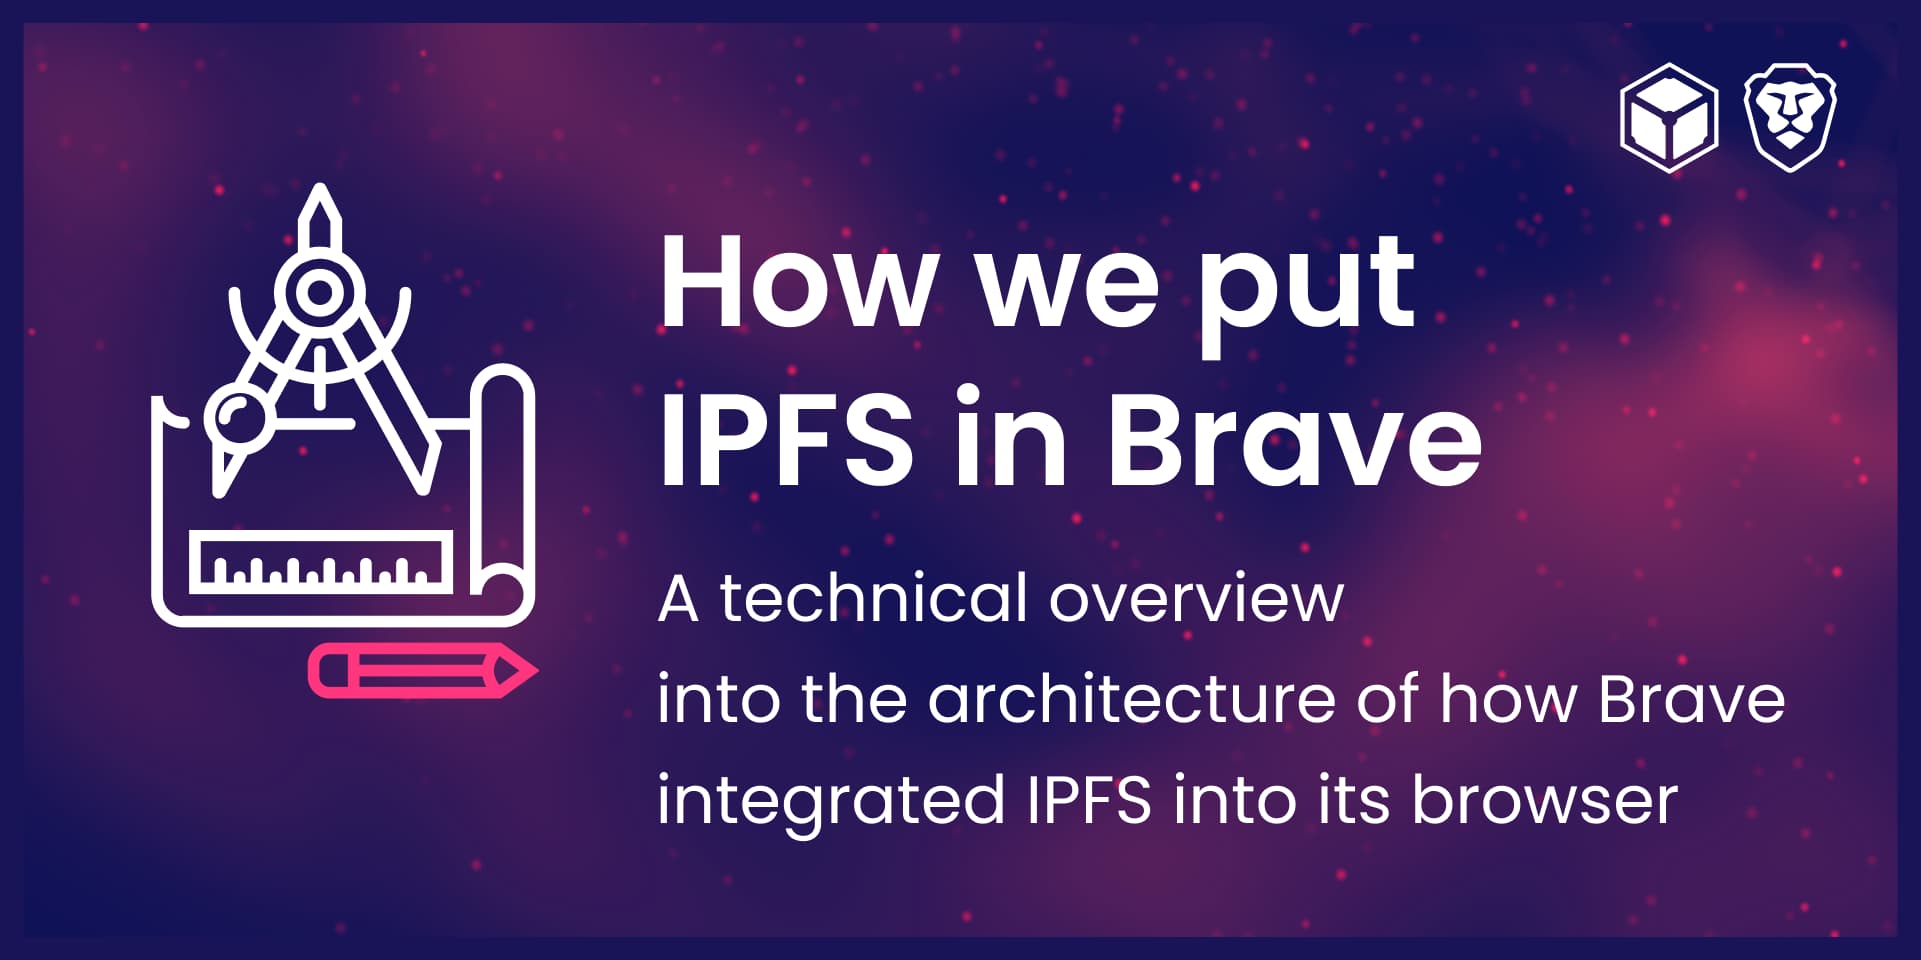 How we put
IPFS in Brave
A technical overview
into the architecture of how Brave
integrated IPFS into its browser